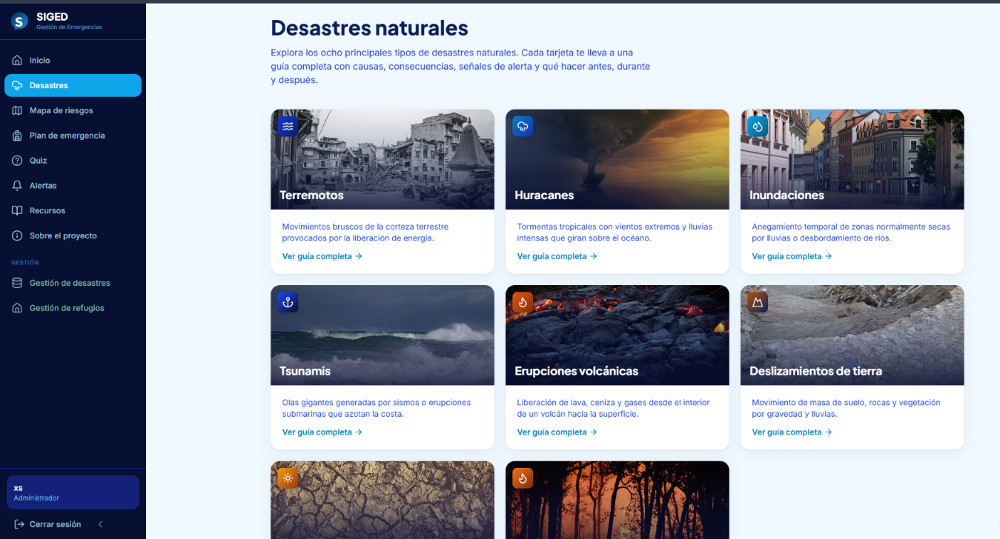 SIGED
Gestión de Emergencias
Inicio
Desastres
Mapa de riesgos
Plan de emergencia
Quiz
Alertas
Recursos
Sobre el proyecto
GESTIÓN
Gestión de desastres
Gestión de refugios
xs
Administrador
Cerrar sesión
Desastres naturales
Explora los ocho principales tipos de desastres naturales. Cada tarjeta te lleva a una
guía completa con causas, consecuencias, señales de alerta y qué hacer antes, durante
y después.
Terremotos
Movimientos bruscos de la corteza terrestre
provocados por la liberación de energía.
Ver guía completa →
Huracanes
Tormentas tropicales con vientos extremos y lluvias
intensas que giran sobre el océano.
Ver guía completa →
Inundaciones
Anegamiento temporal de zonas normalmente secas
por lluvias o desbordamiento de ríos.
Ver guía completa →
Tsunamis
Olas gigantes generadas por sismos o erupciones
submarinas que azotan la costa.
Ver guía completa →
Erupciones volcánicas
Liberación de lava, ceniza y gases desde el interior
de un volcán hacia la superficie.
Ver guía completa →
Deslizamientos de tierra
Movimiento de masa de suelo, rocas y vegetación
por gravedad y lluvias.
Ver guía completa →